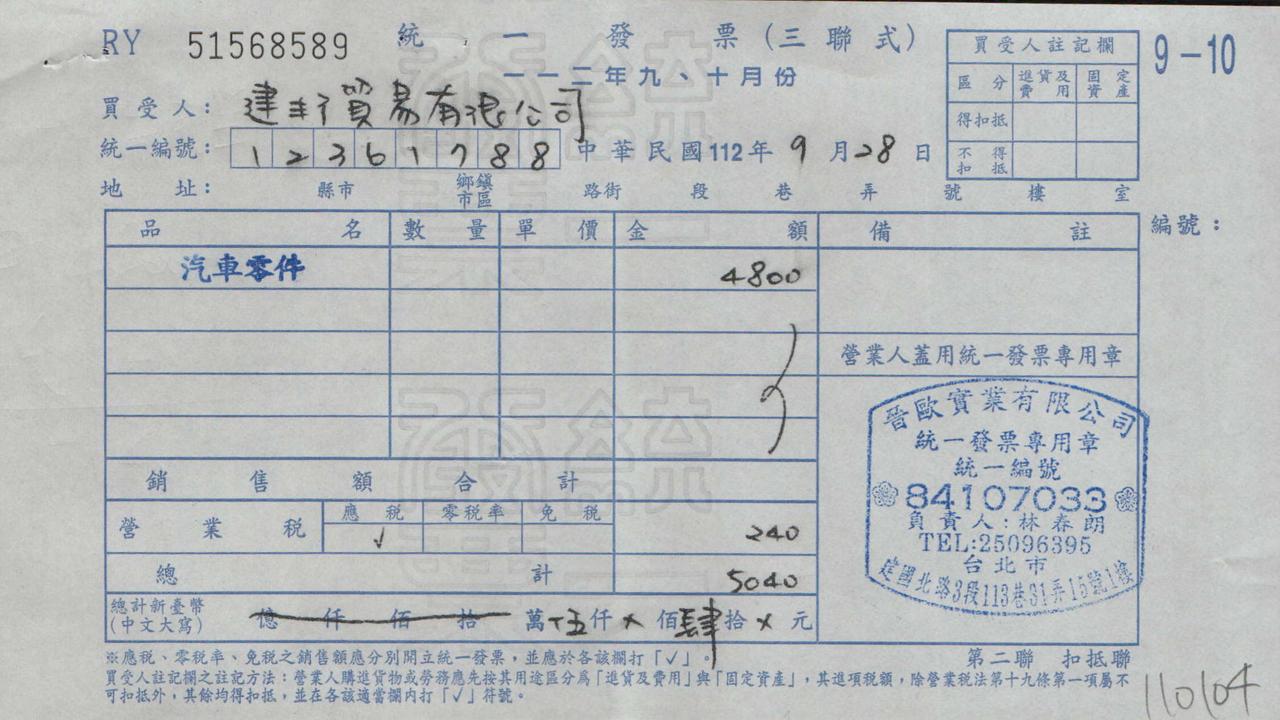 RY 51568589 統一發票(三聯式)
一一二年九、十月份
9-10
買受人註記欄
區分 進貨及費用 固定資產
得扣抵
不得扣抵
買受人: 建 貿易有限公司
統一編號: 12361788 中華民國112年9月28日
地址: 縣市 鄉鎮市區 路街 段 巷 弄 號 樓 室
品名 數量 單價 金額 備註 編號:
汽車零件 4800
營業人蓋用統一發票專用章
銷售額合計
營業稅 應稅 零稅率 免稅
✓ 240
總計 5040
總計新臺幣(中文大寫) 億 仟 佰 拾 萬伍仟×佰肆拾×元
晉歐實業有限公司
統一發票專用章
統一編號
84107033
負責人:林春朗
TEL:25096395
台北市
建國北路3段113巷31弄15號1樓
※應稅、零稅率、免稅之銷售額應分別開立統一發票,並應於各該欄打「✓」。
第二聯 扣抵聯
買受人註記欄之註記方法:營業人購進貨物或勞務應先按其用途區分為「進貨及費用」與「固定資產」,其進項稅額,除營業稅法第十九條第一項屬不
可扣抵外,其餘均得扣抵,並在各該適當欄內打「✓」符號。
110104